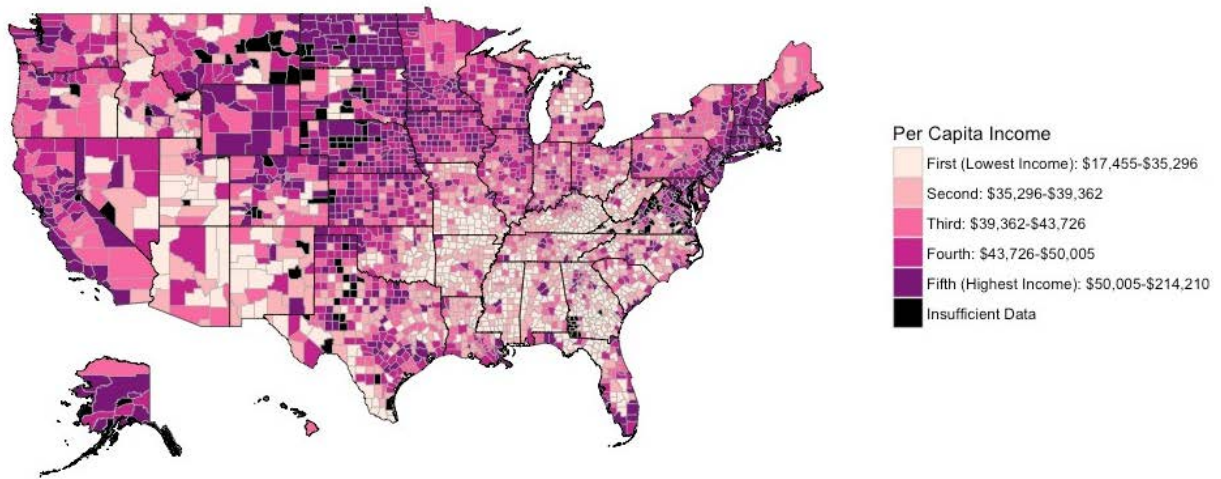 Per Capita Income
First (Lowest Income): $17,455-$35,296
Second: $35,296-$39,362
Third: $39,362-$43,726
Fourth: $43,726-$50,005
Fifth (Highest Income): $50,005-$214,210
Insufficient Data